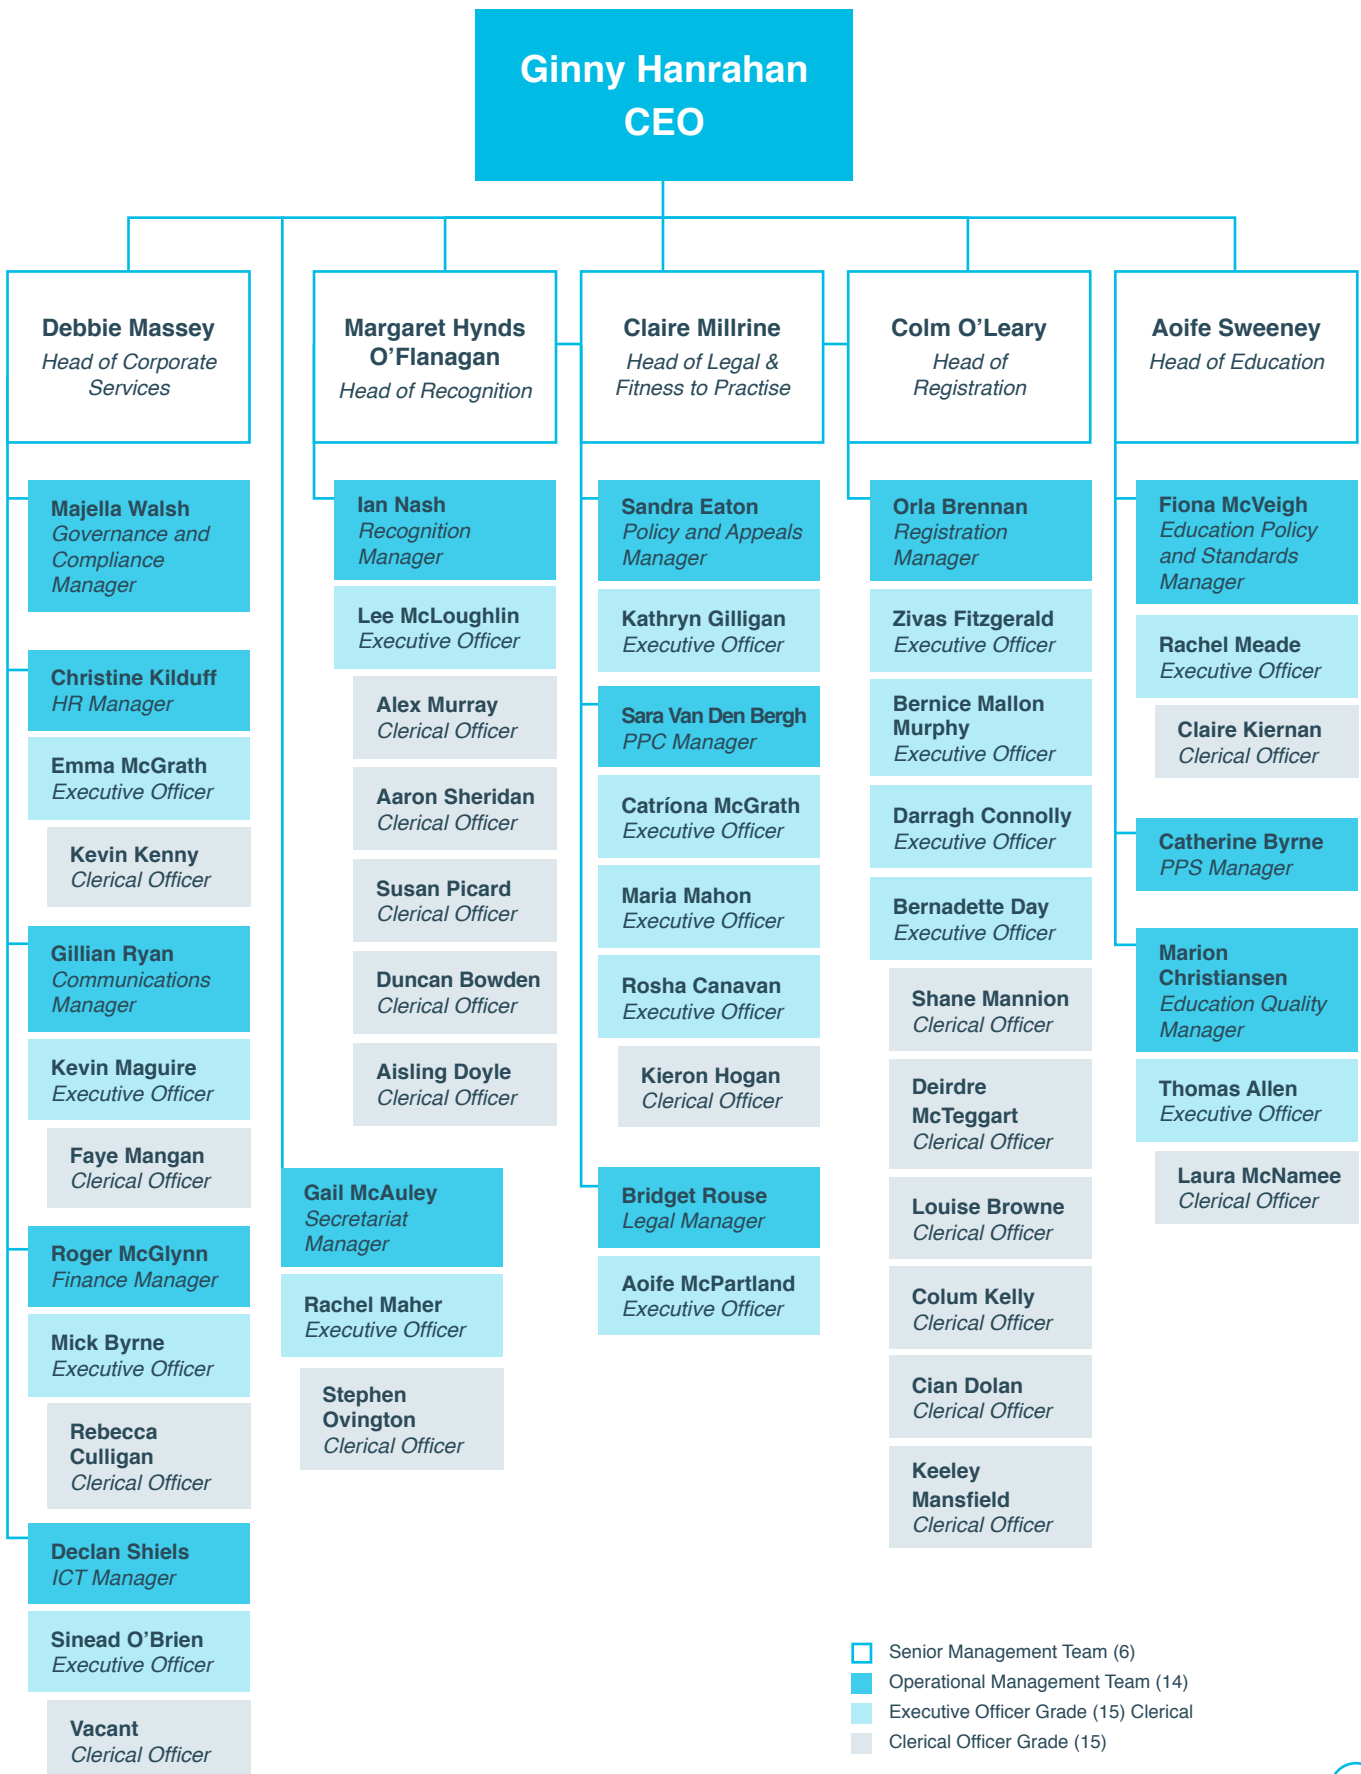 Ginny Hanrahan
CEO
Debbie Massey
Head of Corporate
Services
Majella Walsh
Governance and
Compliance
Manager
Christine Kilduff
HR Manager
Emma McGrath
Executive Officer
Kevin Kenny
Clerical Officer
Gillian Ryan
Communications
Manager
Kevin Maguire
Executive Officer
Faye Mangan
Clerical Officer
Roger McGlynn
Finance Manager
Mick Byrne
Executive Officer
Rebecca
Culligan
Clerical Officer
Declan Shiels
ICT Manager
Sinead O’Brien
Executive Officer
Vacant
Clerical Officer
Gail McAuley
Secretariat
Manager
Rachel Maher
Executive Officer
Stephen
Ovington
Clerical Officer
Margaret Hynds
O’Flanagan
Head of Recognition
Ian Nash
Recognition
Manager
Lee McLoughlin
Executive Officer
Alex Murray
Clerical Officer
Aaron Sheridan
Clerical Officer
Susan Picard
Clerical Officer
Duncan Bowden
Clerical Officer
Aisling Doyle
Clerical Officer
Claire Millrine
Head of Legal &
Fitness to Practise
Sandra Eaton
Policy and Appeals
Manager
Kathryn Gilligan
Executive Officer
Sara Van Den Bergh
PPC Manager
Catríona McGrath
Executive Officer
Maria Mahon
Executive Officer
Rosha Canavan
Executive Officer
Kieron Hogan
Clerical Officer
Bridget Rouse
Legal Manager
Aoife McPartland
Executive Officer
Colm O’Leary
Head of
Registration
Orla Brennan
Registration
Manager
Zivas Fitzgerald
Executive Officer
Bernice Mallon
Murphy
Executive Officer
Darragh Connolly
Executive Officer
Bernadette Day
Executive Officer
Shane Mannion
Clerical Officer
Deirdre
McTeggart
Clerical Officer
Louise Browne
Clerical Officer
Colum Kelly
Clerical Officer
Cian Dolan
Clerical Officer
Keeley
Mansfield
Clerical Officer
Aoife Sweeney
Head of Education
Fiona McVeigh
Education Policy
and Standards
Manager
Rachel Meade
Executive Officer
Claire Kiernan
Clerical Officer
Catherine Byrne
PPS Manager
Marion
Christiansen
Education Quality
Manager
Thomas Allen
Executive Officer
Laura McNamee
Clerical Officer
Senior Management Team (6)
Operational Management Team (14)
Executive Officer Grade (15) Clerical
Clerical Officer Grade (15)